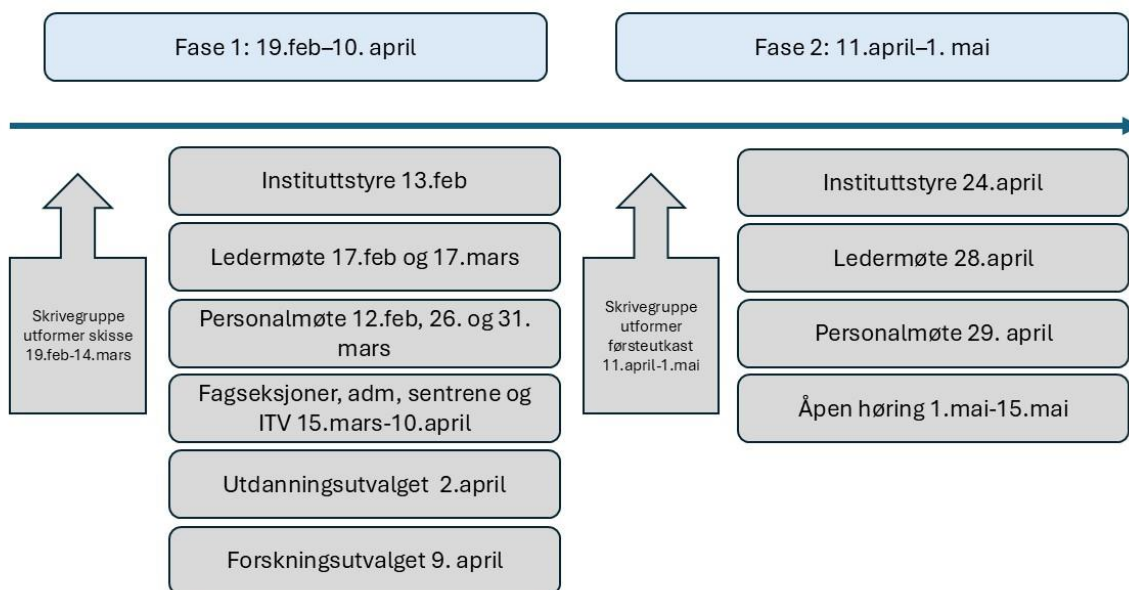 Fase 1: 19.feb–10. april
Fase 2: 11.april–1. mai
Skrivegruppe
utformer skisse
19.feb-14.mars
Instituttstyre 13.feb
Ledermøte 17.feb og 17.mars
Personalmøte 12.feb, 26. og 31.
mars
Fagseksjoner, adm, sentrene og
ITV 15.mars-10.april
Utdanningsutvalget  2.april
Forskningsutvalget 9. april
Skrivegruppe
utformer
førsteutkast
11.april-1.mai
Instituttstyre 24.april
Ledermøte 28.april
Personalmøte 29. april
Åpen høring 1.mai-15.mai